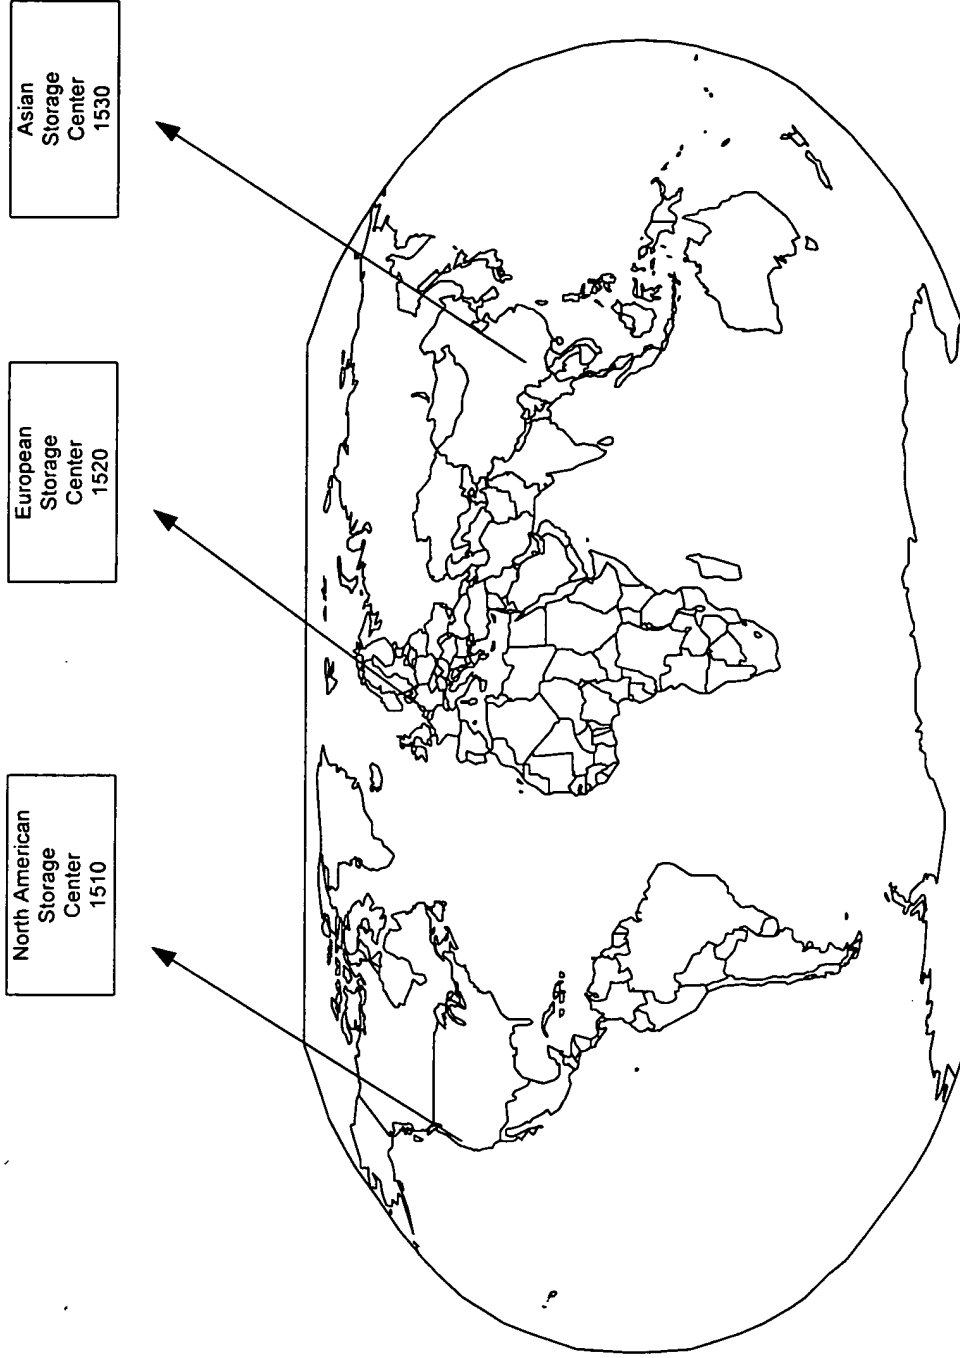 North American
Storage
Center
1510
European
Storage
Center
1520
Asian
Storage
Center
1530